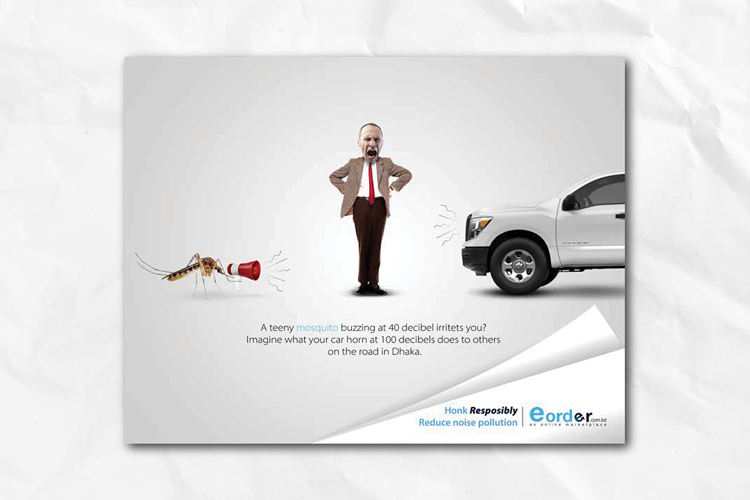 A teeny mosquito buzzing at 40 decibel irritets you?
Imagine what your car horn at 100 decibels does to others
on the road in Dhaka.
Honk Resposibly
Reduce noise pollution
eorder.com.bd
an online marketplace